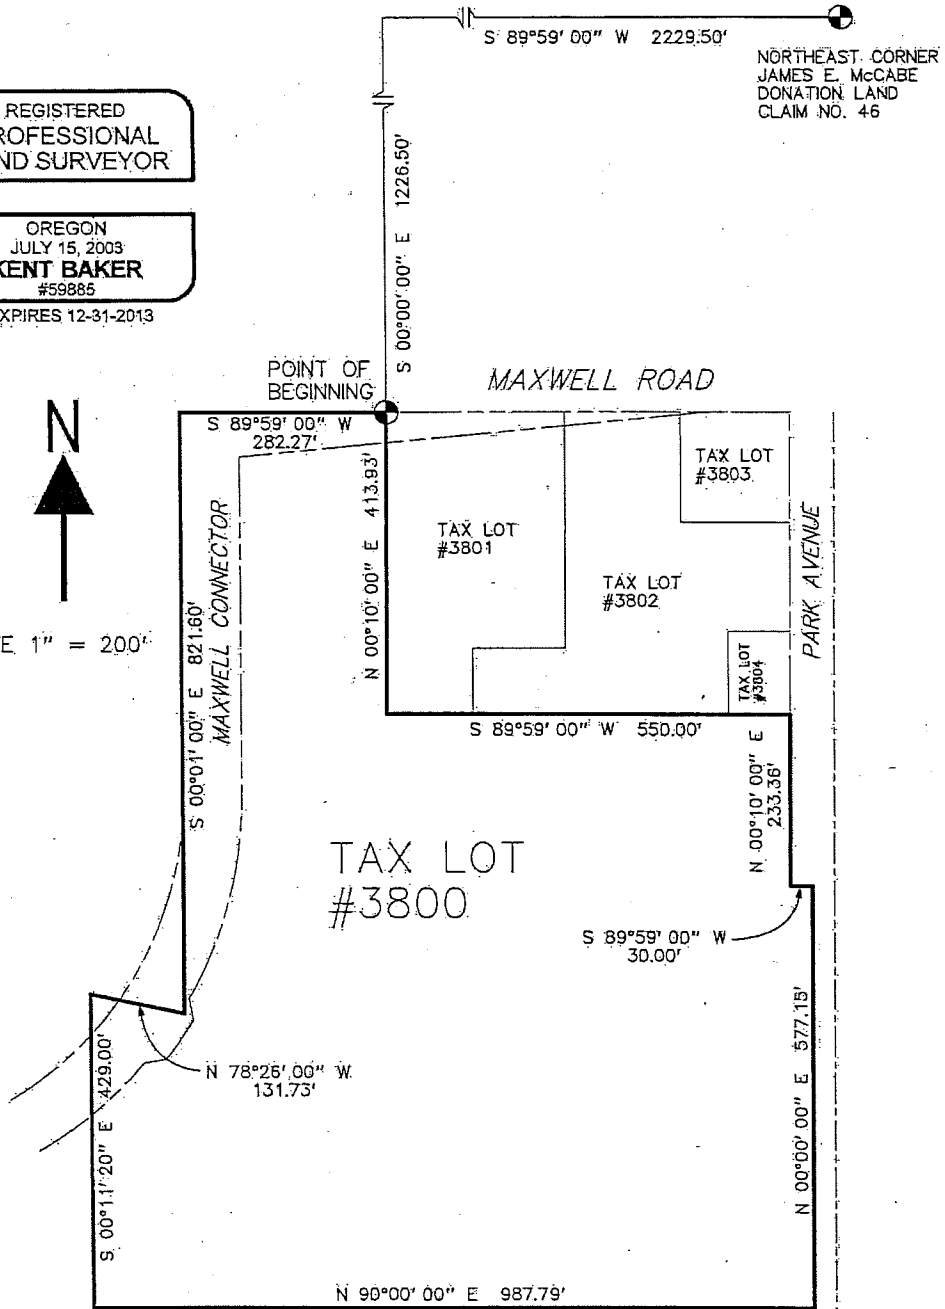 S 89°59' 00" W 2229.50'
NORTHEAST CORNER
JAMES E. McCABE
DONATION LAND
CLAIM NO. 46
REGISTERED
ROFESSIONAL
ND SURVEYOR
OREGON
JULY 15, 2003
KENT BAKER
#59885
XPIRES 12-31-2013
S 00°00' 00" E 1226.50'
POINT OF
BEGINNING
MAXWELL ROAD
N
S 89°59' 00" W
282.27'
N 00°10' 00" E 413.93'
TAX LOT
#3801
TAX LOT
#3802
TAX LOT
#3803
TAX LOT
#3804
PARK AVENUE
MAXWELL CONNECTOR
S 00°01' 00" E 821.60'
E 1" = 200'
S 89°59' 00" W 550.00'
N 00°10' 00" E
233.36'
TAX LOT
#3800
S 89°59' 00" W
30.00'
N 78°26' 00" W
131.73'
S 00°11' 20" E 429.00'
N 00°00' 00" E 577.15'
N 90°00' 00" E 987.79'